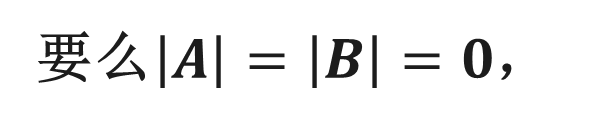 要么|A| = |B| = 0，